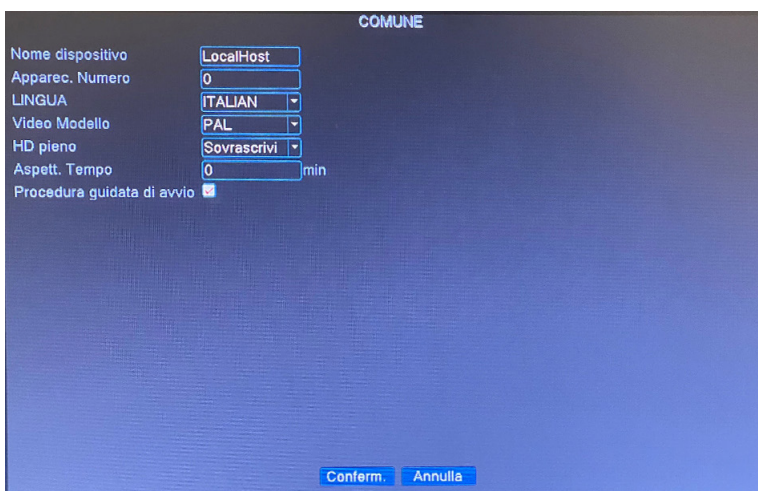 COMUNE
Nome dispositivo LocalHost
Apparec. Numero 0
LINGUA ITALIAN
Video Modello PAL
HD pieno Sovrascrivi
Aspett. Tempo 0 min
Procedura guidata di avvio
Conferm. Annulla